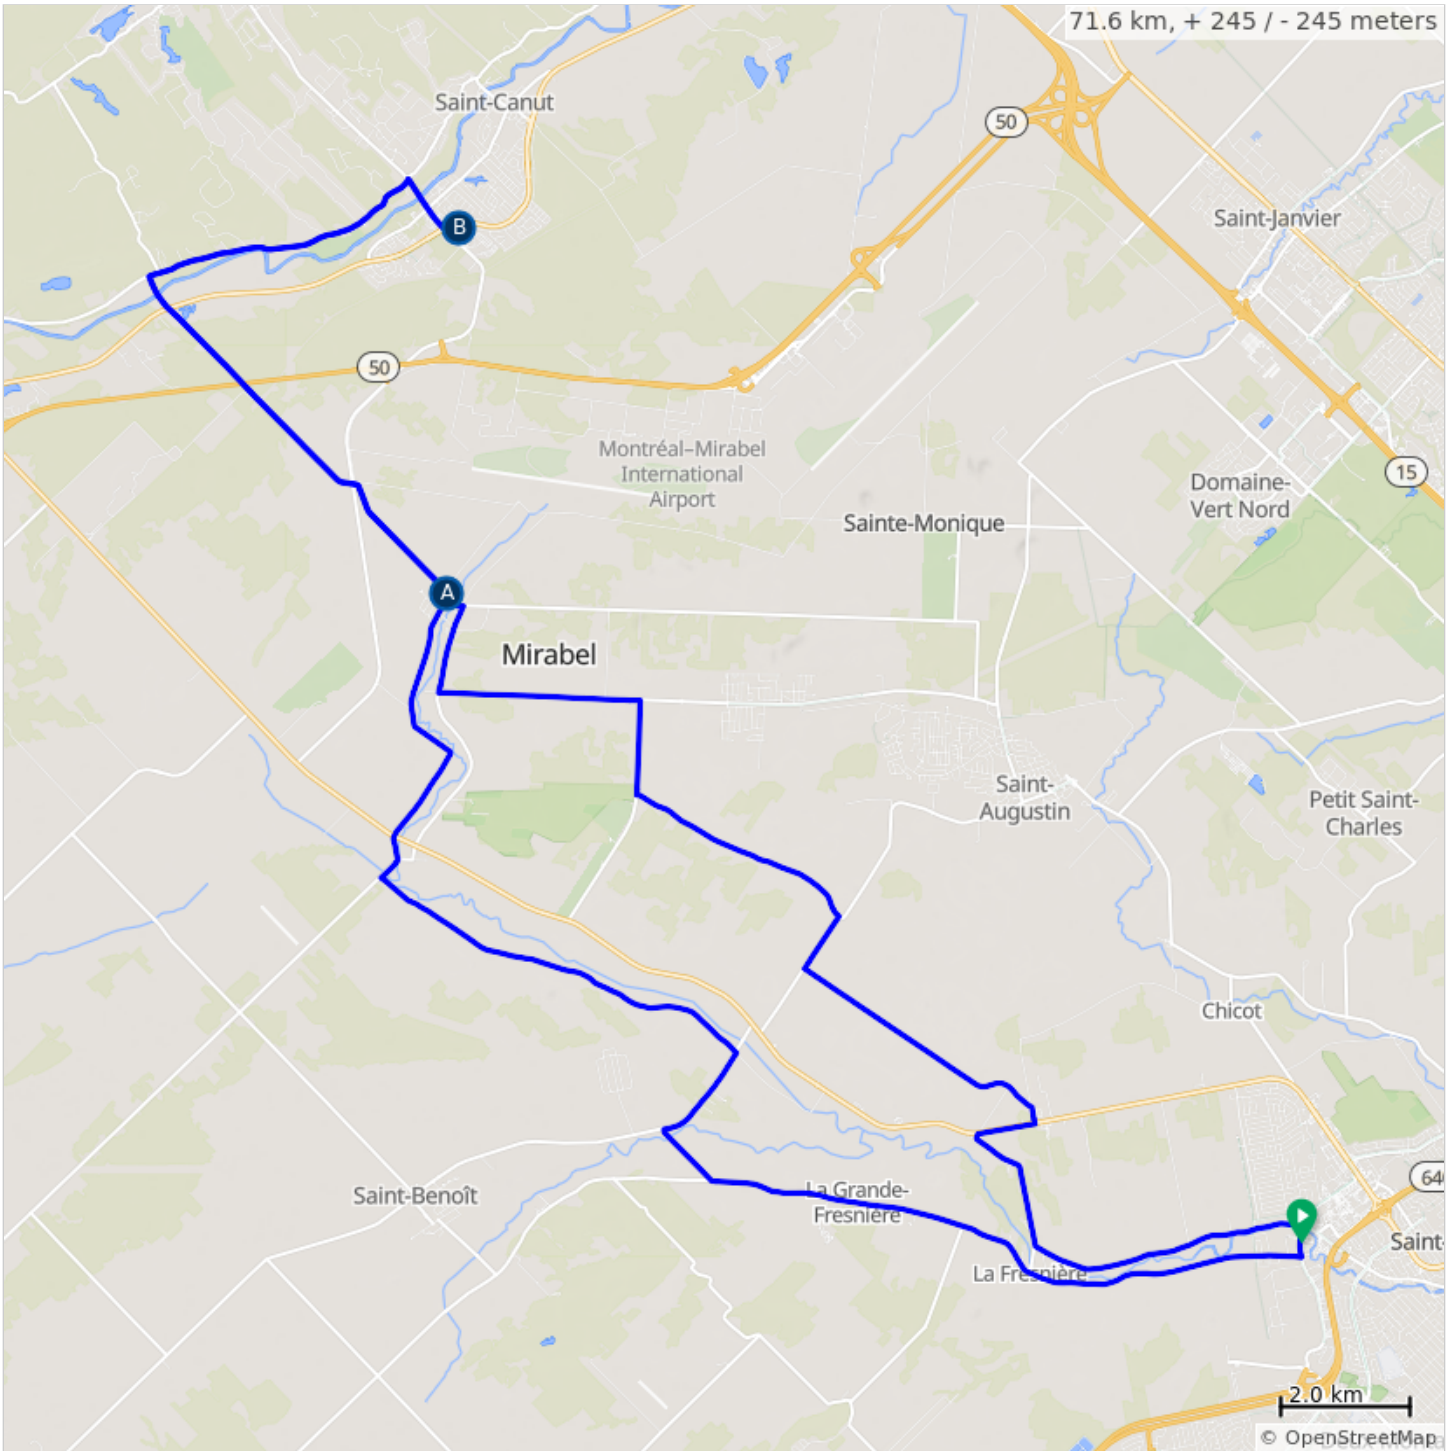 71.6 km, + 245 / - 245 meters
Saint-Canut
50
Saint-Janvier
B
50
Montréal–Mirabel
International
Airport
15
Domaine-
Vert Nord
Sainte-Monique
A
Mirabel
Saint-
Augustin
Petit Saint-
Charles
Chicot
640
Saint-Benoît
La Grande-
Fresnière
Saint-
La Fresnière
2.0 km
© OpenStreetMap